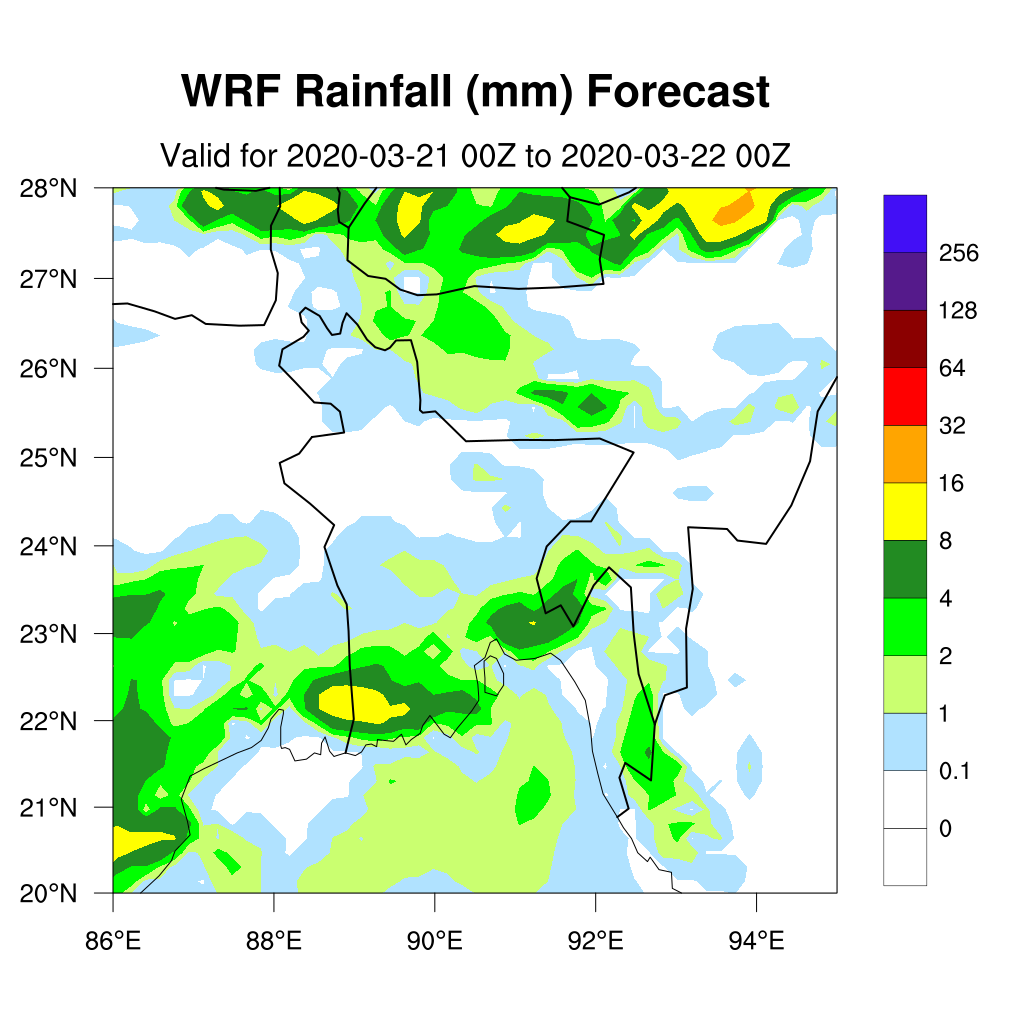 WRF Rainfall (mm) Forecast
Valid for 2020-03-21 00Z to 2020-03-22 00Z
28°N
27°N
26°N
25°N
24°N
23°N
22°N
21°N
20°N
86°E 88°E 90°E 92°E 94°E
256
128
64
32
16
8
4
2
1
0.1
0